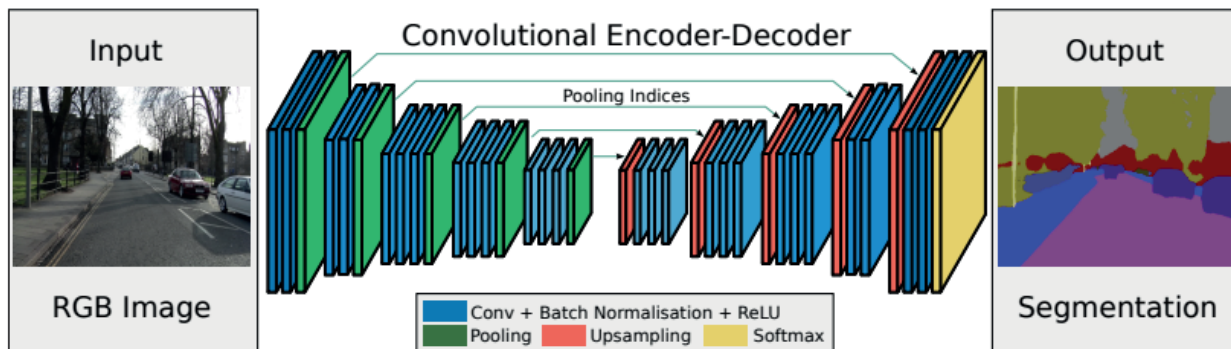 Convolutional Encoder-Decoder
Input
RGB Image
Pooling Indices
Output
Segmentation
Conv + Batch Normalisation + ReLU
Pooling
Upsampling
Softmax